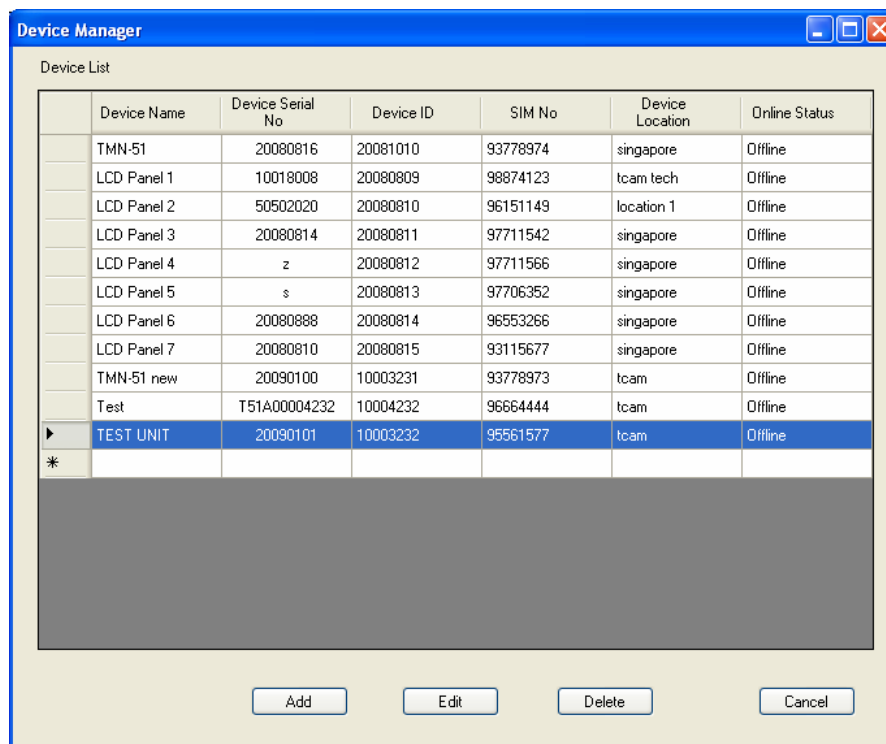 Device Manager
Device List
Device Name Device Serial No Device ID SIM No Device Location Online Status
TMN-51 20080816 20081010 93778974 singapore Offline
LCD Panel 1 10018008 20080809 98874123 tcam tech Offline
LCD Panel 2 50502020 20080810 96151149 location 1 Offline
LCD Panel 3 20080814 20080811 97711542 singapore Offline
LCD Panel 4 z 20080812 97711566 singapore Offline
LCD Panel 5 s 20080813 97706352 singapore Offline
LCD Panel 6 20080888 20080814 96553266 singapore Offline
LCD Panel 7 20080810 20080815 93115677 singapore Offline
TMN-51 new 20090100 10003231 93778973 tcam Offline
Test T51A00004232 10004232 96664444 tcam Offline
TEST UNIT 20090101 10003232 95561577 tcam Offline
Add Edit Delete Cancel